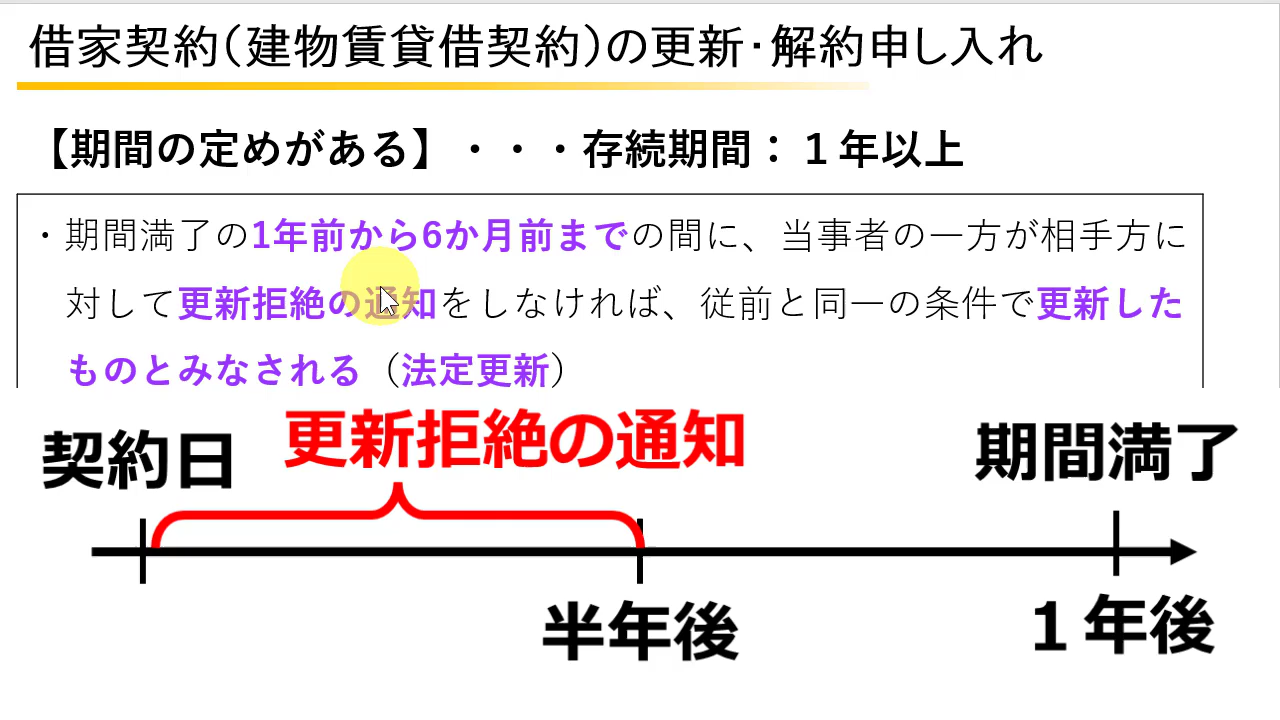 借家契約(建物賃貸借契約)の更新・解約申し入れ
【期間の定めがある】・・・存続期間：１年以上
・期間満了の1年前から6か月前までの間に、当事者の一方が相手方に
対して更新拒絶の通知をしなければ、従前と同一の条件で更新した
ものとみなされる（法定更新）
更新拒絶の通知
契約日
期間満了
半年後
１年後